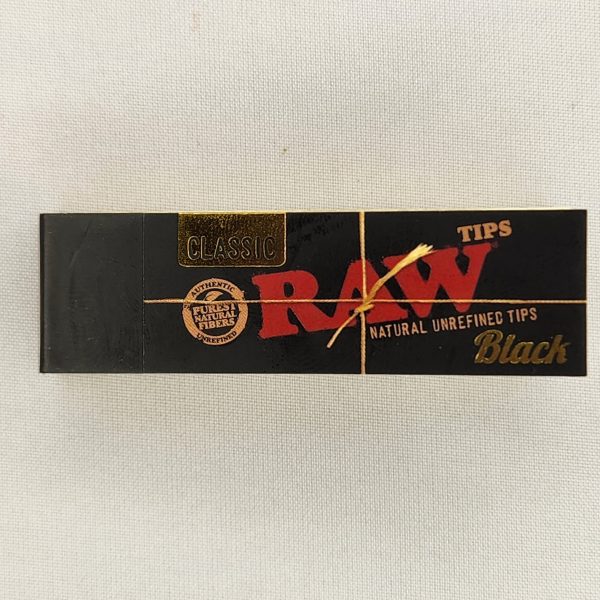 CLASSIC
TIPS
RAW
AUTHENTIC
PUREST
NATURAL
FIBERS
UNREFINED
NATURAL UNREFINED TIPS
Black